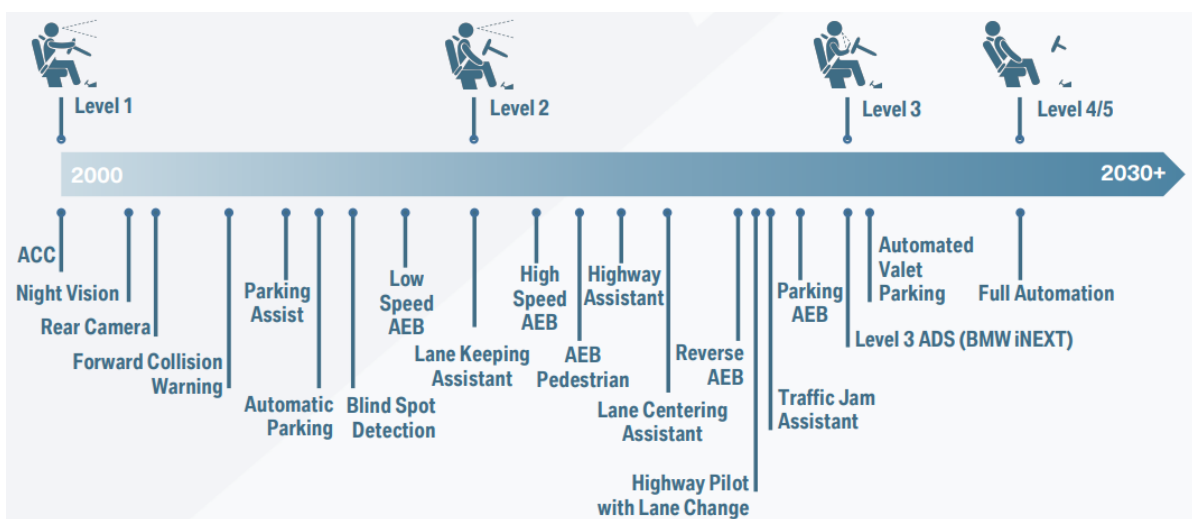 Level 1
Level 2
Level 3
Level 4/5
2000
2030+
ACC
Night Vision
Rear Camera
Forward Collision
Warning
Parking
Assist
Automatic
Parking
Blind Spot
Detection
Low
Speed
AEB
Lane Keeping
Assistant
High
Speed
AEB
AEB
Pedestrian
Highway
Assistant
Lane Centering
Assistant
Reverse
AEB
Highway Pilot
with Lane Change
Traffic Jam
Assistant
Parking
AEB
Level 3 ADS (BMW iNEXT)
Automated
Valet
Parking
Full Automation